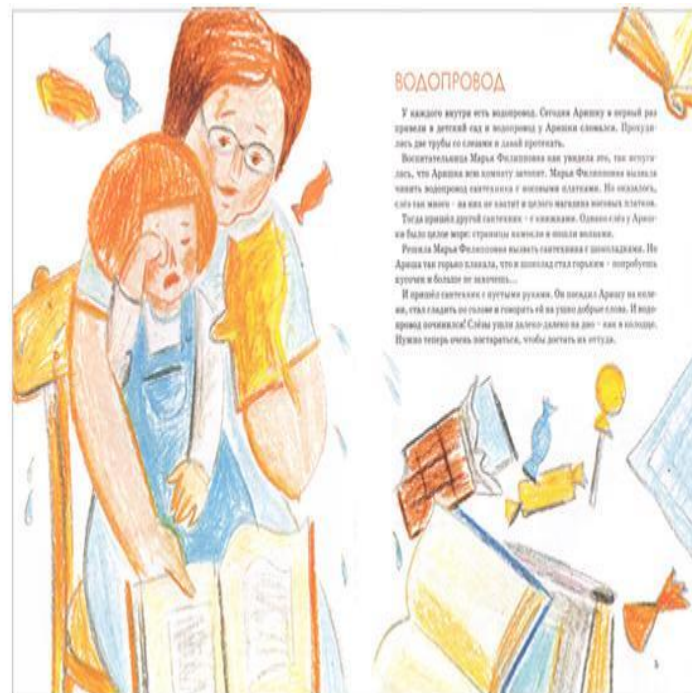 ВОДОПРОВОД
У каждого внутри есть водопровод. Сегодня Аришку в первый раз
привели в детский сад и водопровод у Аришки сломался. Прохуди-
лись две трубы со слезами и давай протекать.
Воспитательница Марья Филипповна как увидела это, так испуга-
лась, что Аришка всю комнату затопит. Марья Филипповна вызвала
чинить водопровод сантехника с носовыми платками. Но оказалось,
слёз так много – на них не хватит и целого магазина носовых платков.
Тогда пришёл другой сантехник – с книжками. Однако слёз у Ариш-
ки было целое море: страницы намокли и пошли волнами.
Решила Марья Филипповна вызвать сантехника с шоколадками. Но
Ариша так горько плакала, что и шоколад стал горьким – попробуешь
кусочек и больше не захочешь...
И пришёл сантехник с пустыми руками. Он посадил Аришу на коле-
ни, стал гладить по голове и говорить ей на ушко добрые слова. И водо-
провод починился! Слёзы ушли далеко-далеко на дно – как в колодце.
Нужно теперь очень постараться, чтобы достать их оттуда.
5